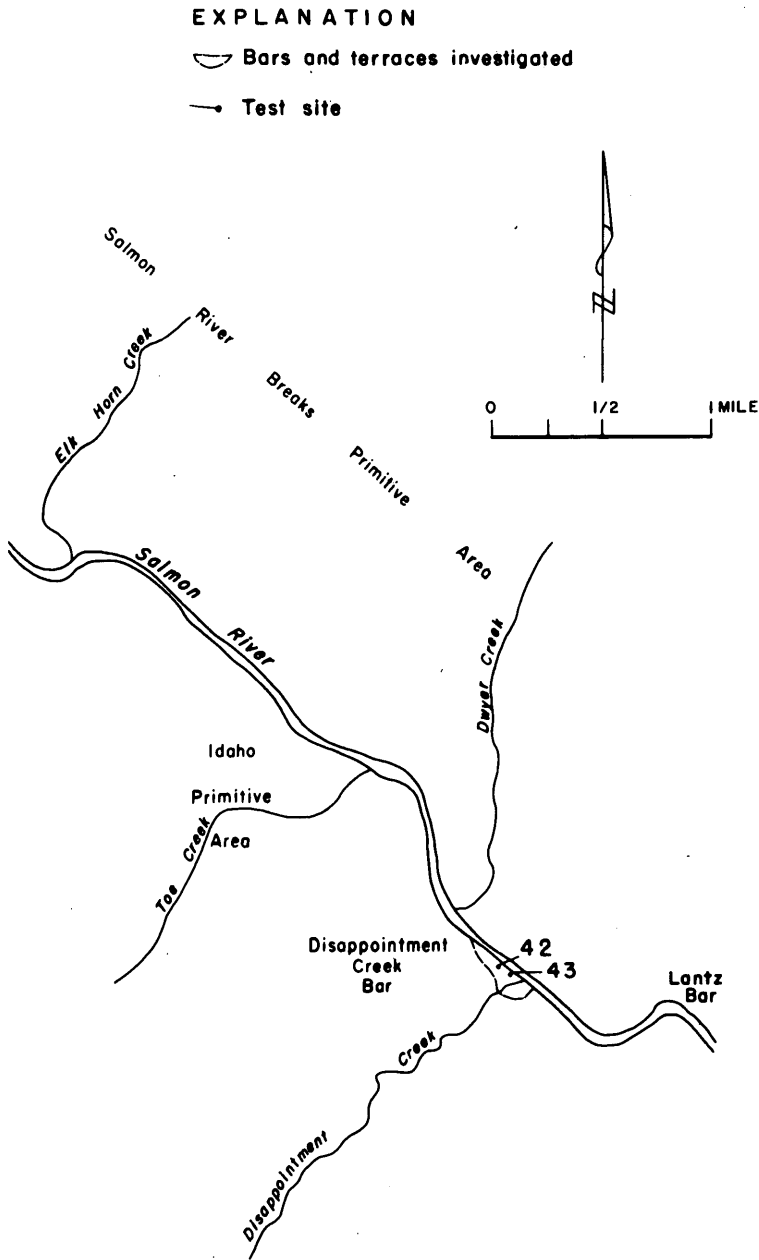 EXPLANATION
Bars and terraces investigated
Test site
Salmon
River
Breaks
Primitive
Area
N
0 1/2 1 MILE
Elk Horn Creek
Salmon
River
Dwyer Creek
Idaho
Primitive
Area
Toe Creek
Disappointment
Creek
Bar
42
43
Lantz
Bar
Disappointment Creek